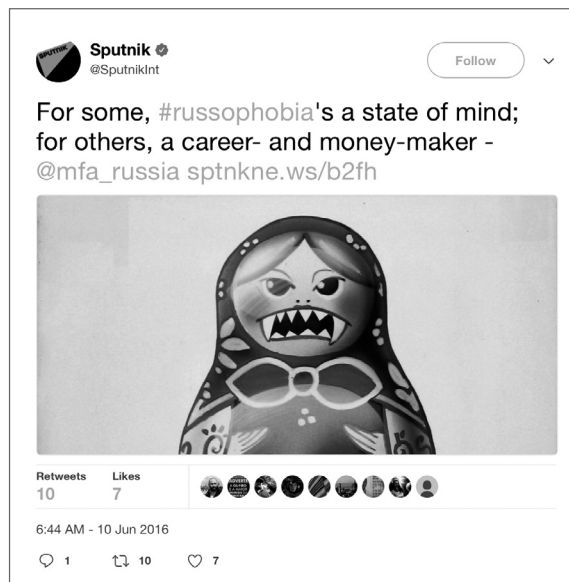 Sputnik
@SputnikInt
Follow
For some, #russophobia's a state of mind;
for others, a career- and money-maker -
@mfa_russia sptnkne.ws/b2fh
Retweets Likes
10 7
6:44 AM - 10 Jun 2016
1 10 7